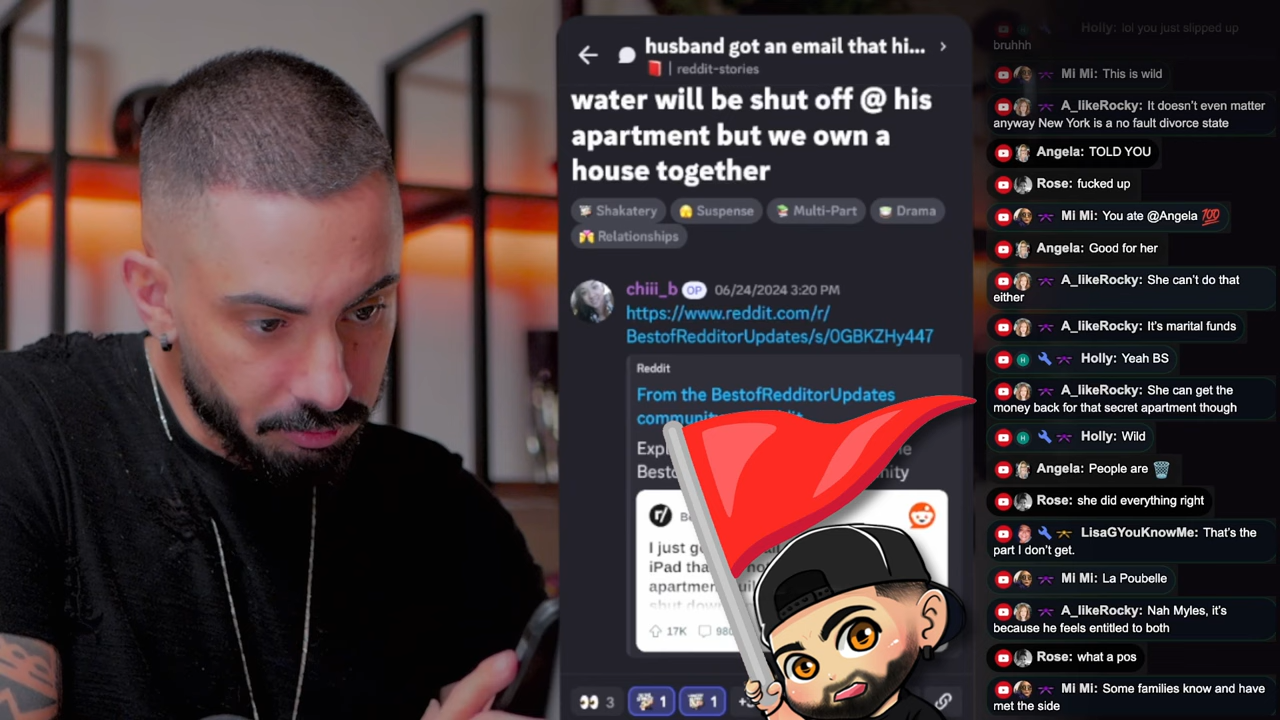 husband got an email that hi...
reddit-stories
water will be shut off @ his
apartment but we own a
house together
Shakatery
Suspense
Multi-Part
Drama
Relationships
chiii_b OP 06/24/2024 3:20 PM
https://www.reddit.com/r/
BestofRedditorUpdates/s/0GBKZHy447
Reddit
From the BestofRedditorUpdates
r/
I just
iPad
17K
3
1
1
Holly: lol you just slipped up
bruhhh
Mi Mi: This is wild
A_likeRocky: It doesn't even matter
anyway New York is a no fault divorce state
Angela: TOLD YOU
Rose: fucked up
Mi Mi: You ate @Angela 💯
Angela: Good for her
A_likeRocky: She can't do that
either
A_likeRocky: It's marital funds
H Holly: Yeah BS
A_likeRocky: She can get the
money back for that secret apartment though
H Holly: Wild
Angela: People are 🗑️
Rose: she did everything right
LisaGYouKnowMe: That's the
part I don't get.
Mi Mi: La Poubelle
A_likeRocky: Nah Myles, it's
because he feels entitled to both
Rose: what a pos
Mi Mi: Some families know and have
met the side